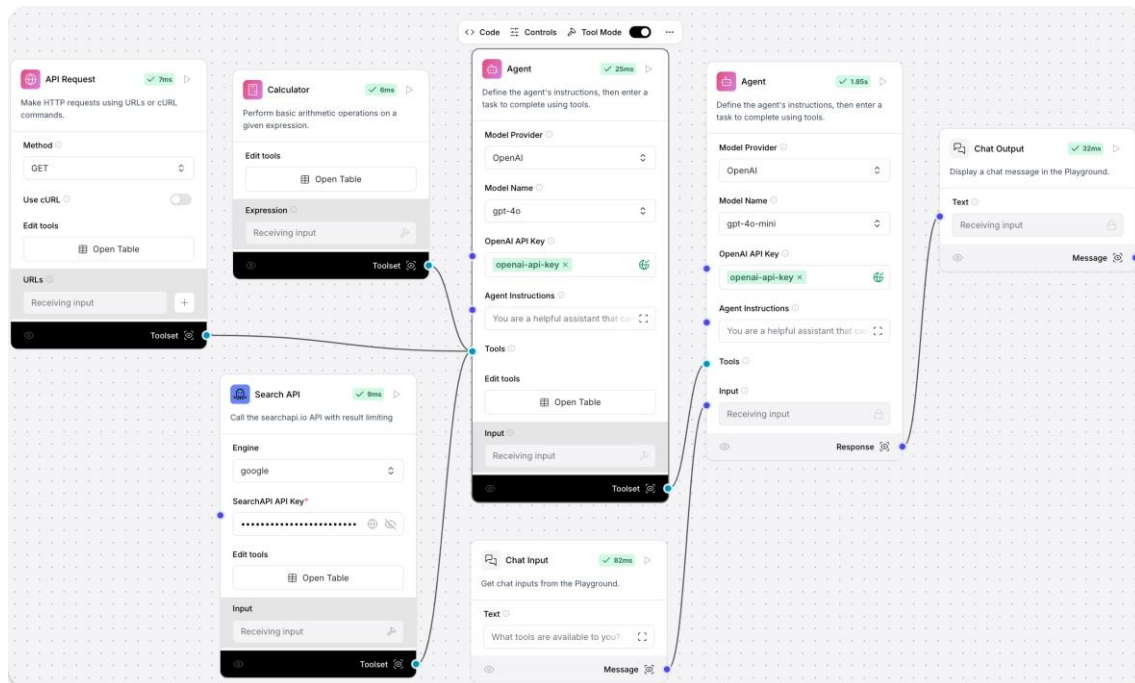 Code Controls Tool Mode
API Request
7ms
Make HTTP requests using URLs or cURL
commands.
Method
GET
Use cURL
Edit tools
Open Table
URLs
Receiving input
Toolset
Calculator
6ms
Perform basic arithmetic operations on a
given expression.
Edit tools
Open Table
Expression
Receiving input
Toolset
Search API
9ms
Call the searchapi.io API with result limiting
Engine
google
SearchAPI API Key*
•••••••••••••••••••••••••
Edit tools
Open Table
Input
Receiving input
Toolset
Agent
25ms
Define the agent's instructions, then enter a
task to complete using tools.
Model Provider
OpenAI
Model Name
gpt-4o
OpenAI API Key
openai-api-key ×
Agent Instructions
You are a helpful assistant that can
Tools
Edit tools
Open Table
Input
Receiving input
Toolset
Chat Input
82ms
Get chat inputs from the Playground.
Text
What tools are available to you?
Message
Agent
1.85s
Define the agent's instructions, then enter a
task to complete using tools.
Model Provider
OpenAI
Model Name
gpt-4o-mini
OpenAI API Key
openai-api-key ×
Agent Instructions
You are a helpful assistant that can
Tools
Input
Receiving input
Response
Chat Output
32ms
Display a chat message in the Playground.
Text
Receiving input
Message